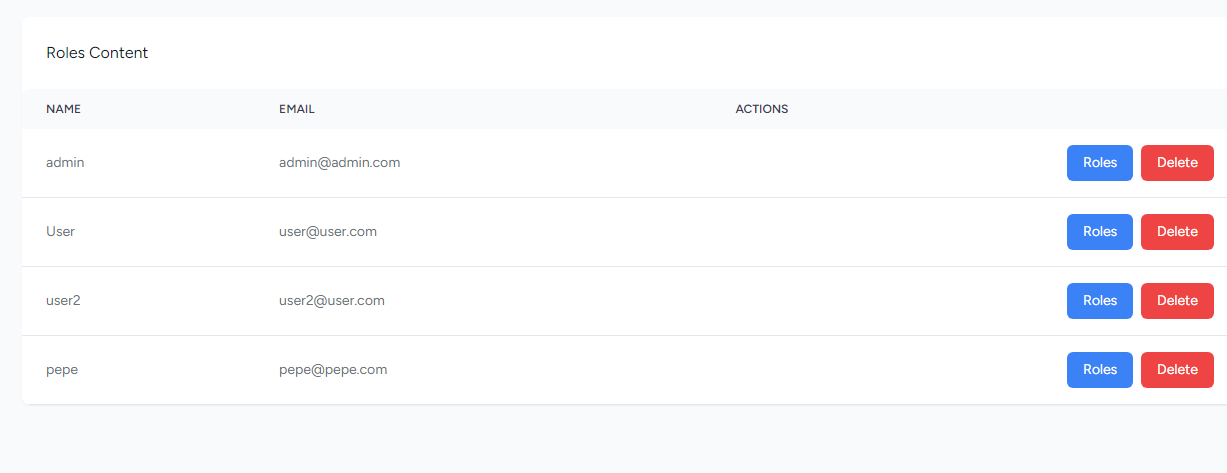 Roles Content
NAME EMAIL ACTIONS
admin admin@admin.com Roles Delete
User user@user.com Roles Delete
user2 user2@user.com Roles Delete
pepe pepe@pepe.com Roles Delete